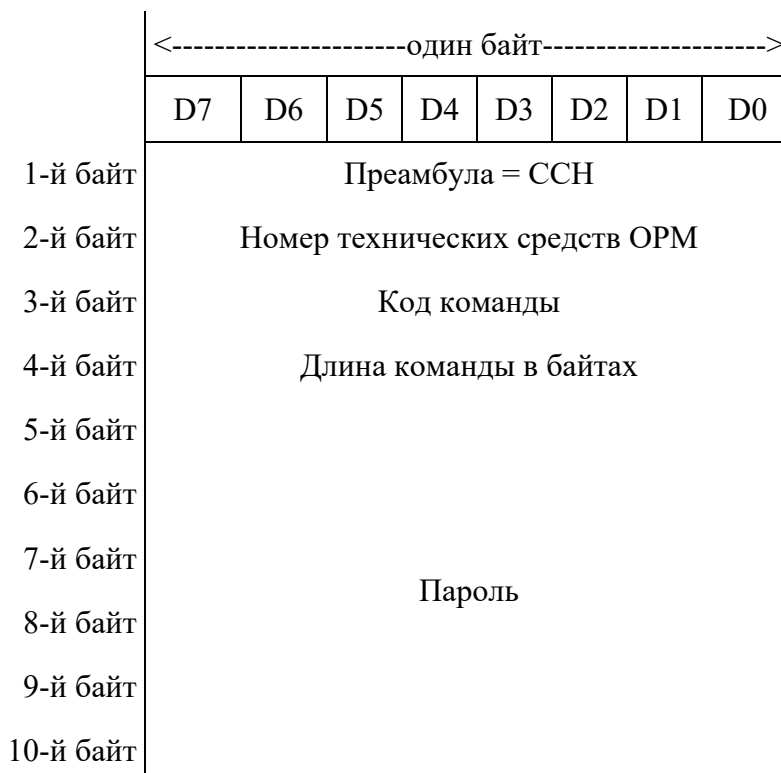 <----------------------один байт--------------------->
D7 D6 D5 D4 D3 D2 D1 D0
1-й байт Преамбула = ССН
2-й байт Номер технических средств ОРМ
3-й байт Код команды
4-й байт Длина команды в байтах
5-й байт
6-й байт
7-й байт
Пароль
8-й байт
9-й байт
10-й байт